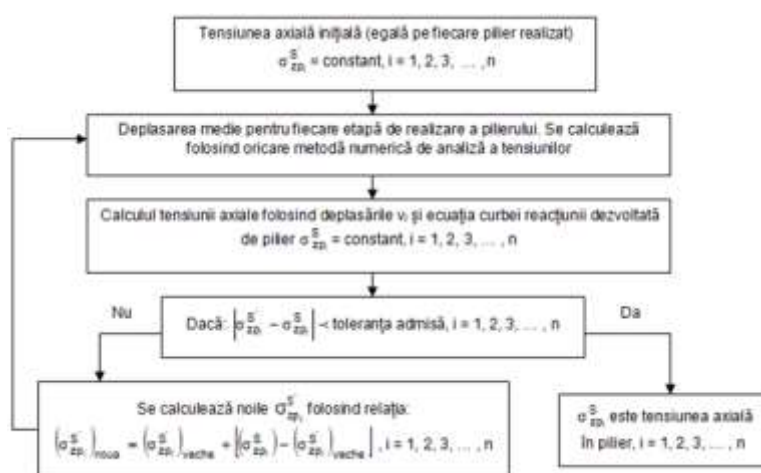 Tensiunea axială inițială (egală pe fiecare pilier realizat)
σ^S_zpᵢ = constant, i = 1, 2, 3, … , n
Deplasarea medie pentru fiecare etapă de realizare a pilierului. Se calculează
folosind oricare metodă numerică de analiză a tensiunilor
Calculul tensiunii axiale folosind deplasările vᵢ și ecuația curbei reacțiunii dezvoltată
de pilier σ^S_zpᵢ = constant, i = 1, 2, 3, … , n
Nu
Dacă: |σ^S_zpᵢ − σ^S_zpᵢ| < toleranța admisă, i = 1, 2, 3, … , n
Da
Se calculează noile σ^S_zpᵢ folosind relația:
(σ^S_zpᵢ)noua = (σ^S_zpᵢ)veche + |(σ^S_zpᵢ) − (σ^S_zpᵢ)veche| , i = 1, 2, 3, … , n
σ^S_zpᵢ este tensiunea axială
în pilier, i = 1, 2, 3, … , n